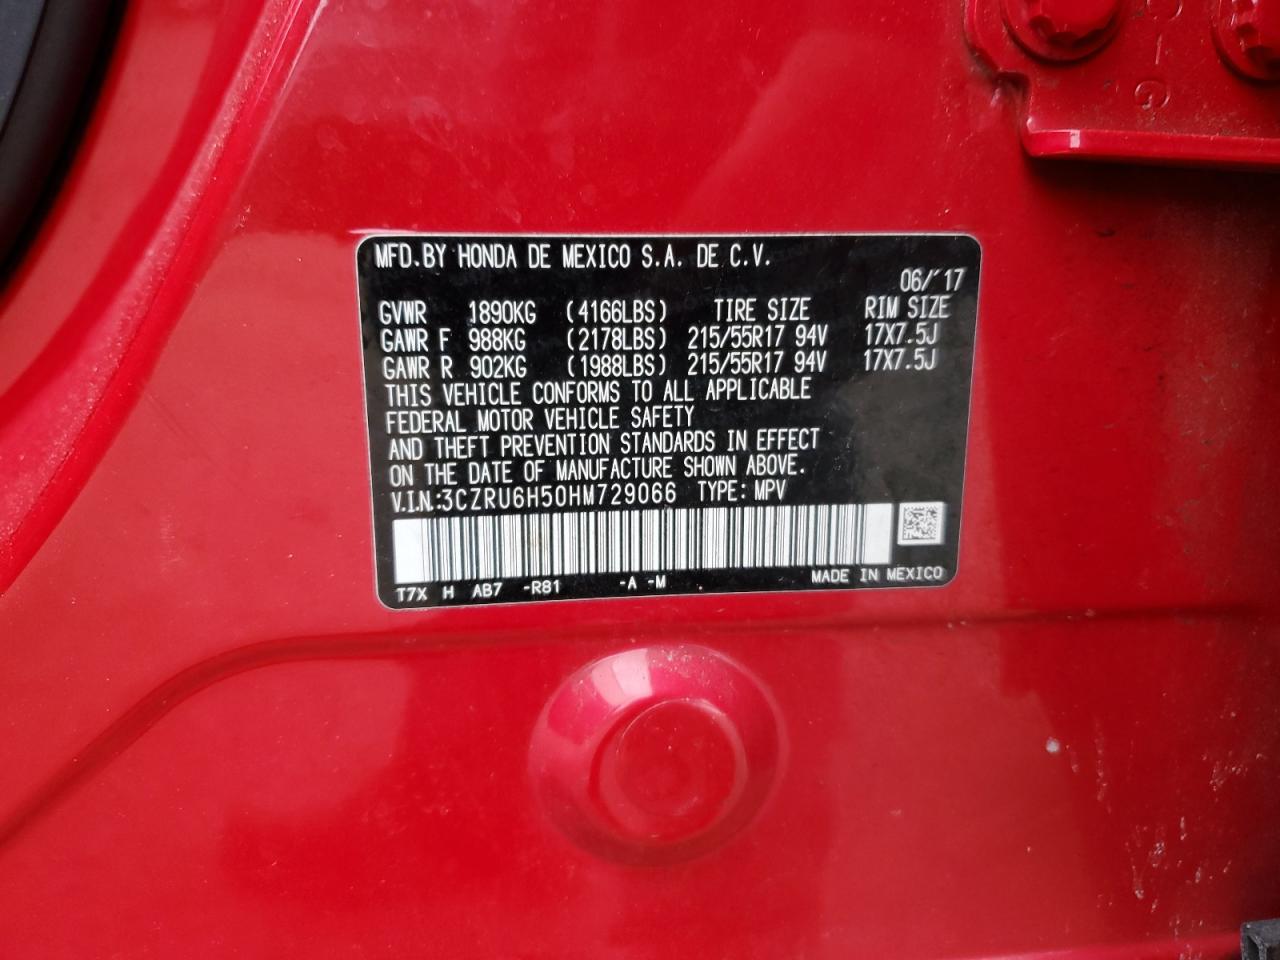 MFD.BY HONDA DE MEXICO S.A. DE C.V.
06/'17
GVWR 1890KG (4166LBS) TIRE SIZE RIM SIZE
GAWR F 988KG (2178LBS) 215/55R17 94V 17X7.5J
GAWR R 902KG (1988LBS) 215/55R17 94V 17X7.5J
THIS VEHICLE CONFORMS TO ALL APPLICABLE
FEDERAL MOTOR VEHICLE SAFETY
AND THEFT PREVENTION STANDARDS IN EFFECT
ON THE DATE OF MANUFACTURE SHOWN ABOVE.
V.I.N:3CZRU6H50HM729066 TYPE: MPV
T7X H AB7 -R81 -A -M . MADE IN MEXICO